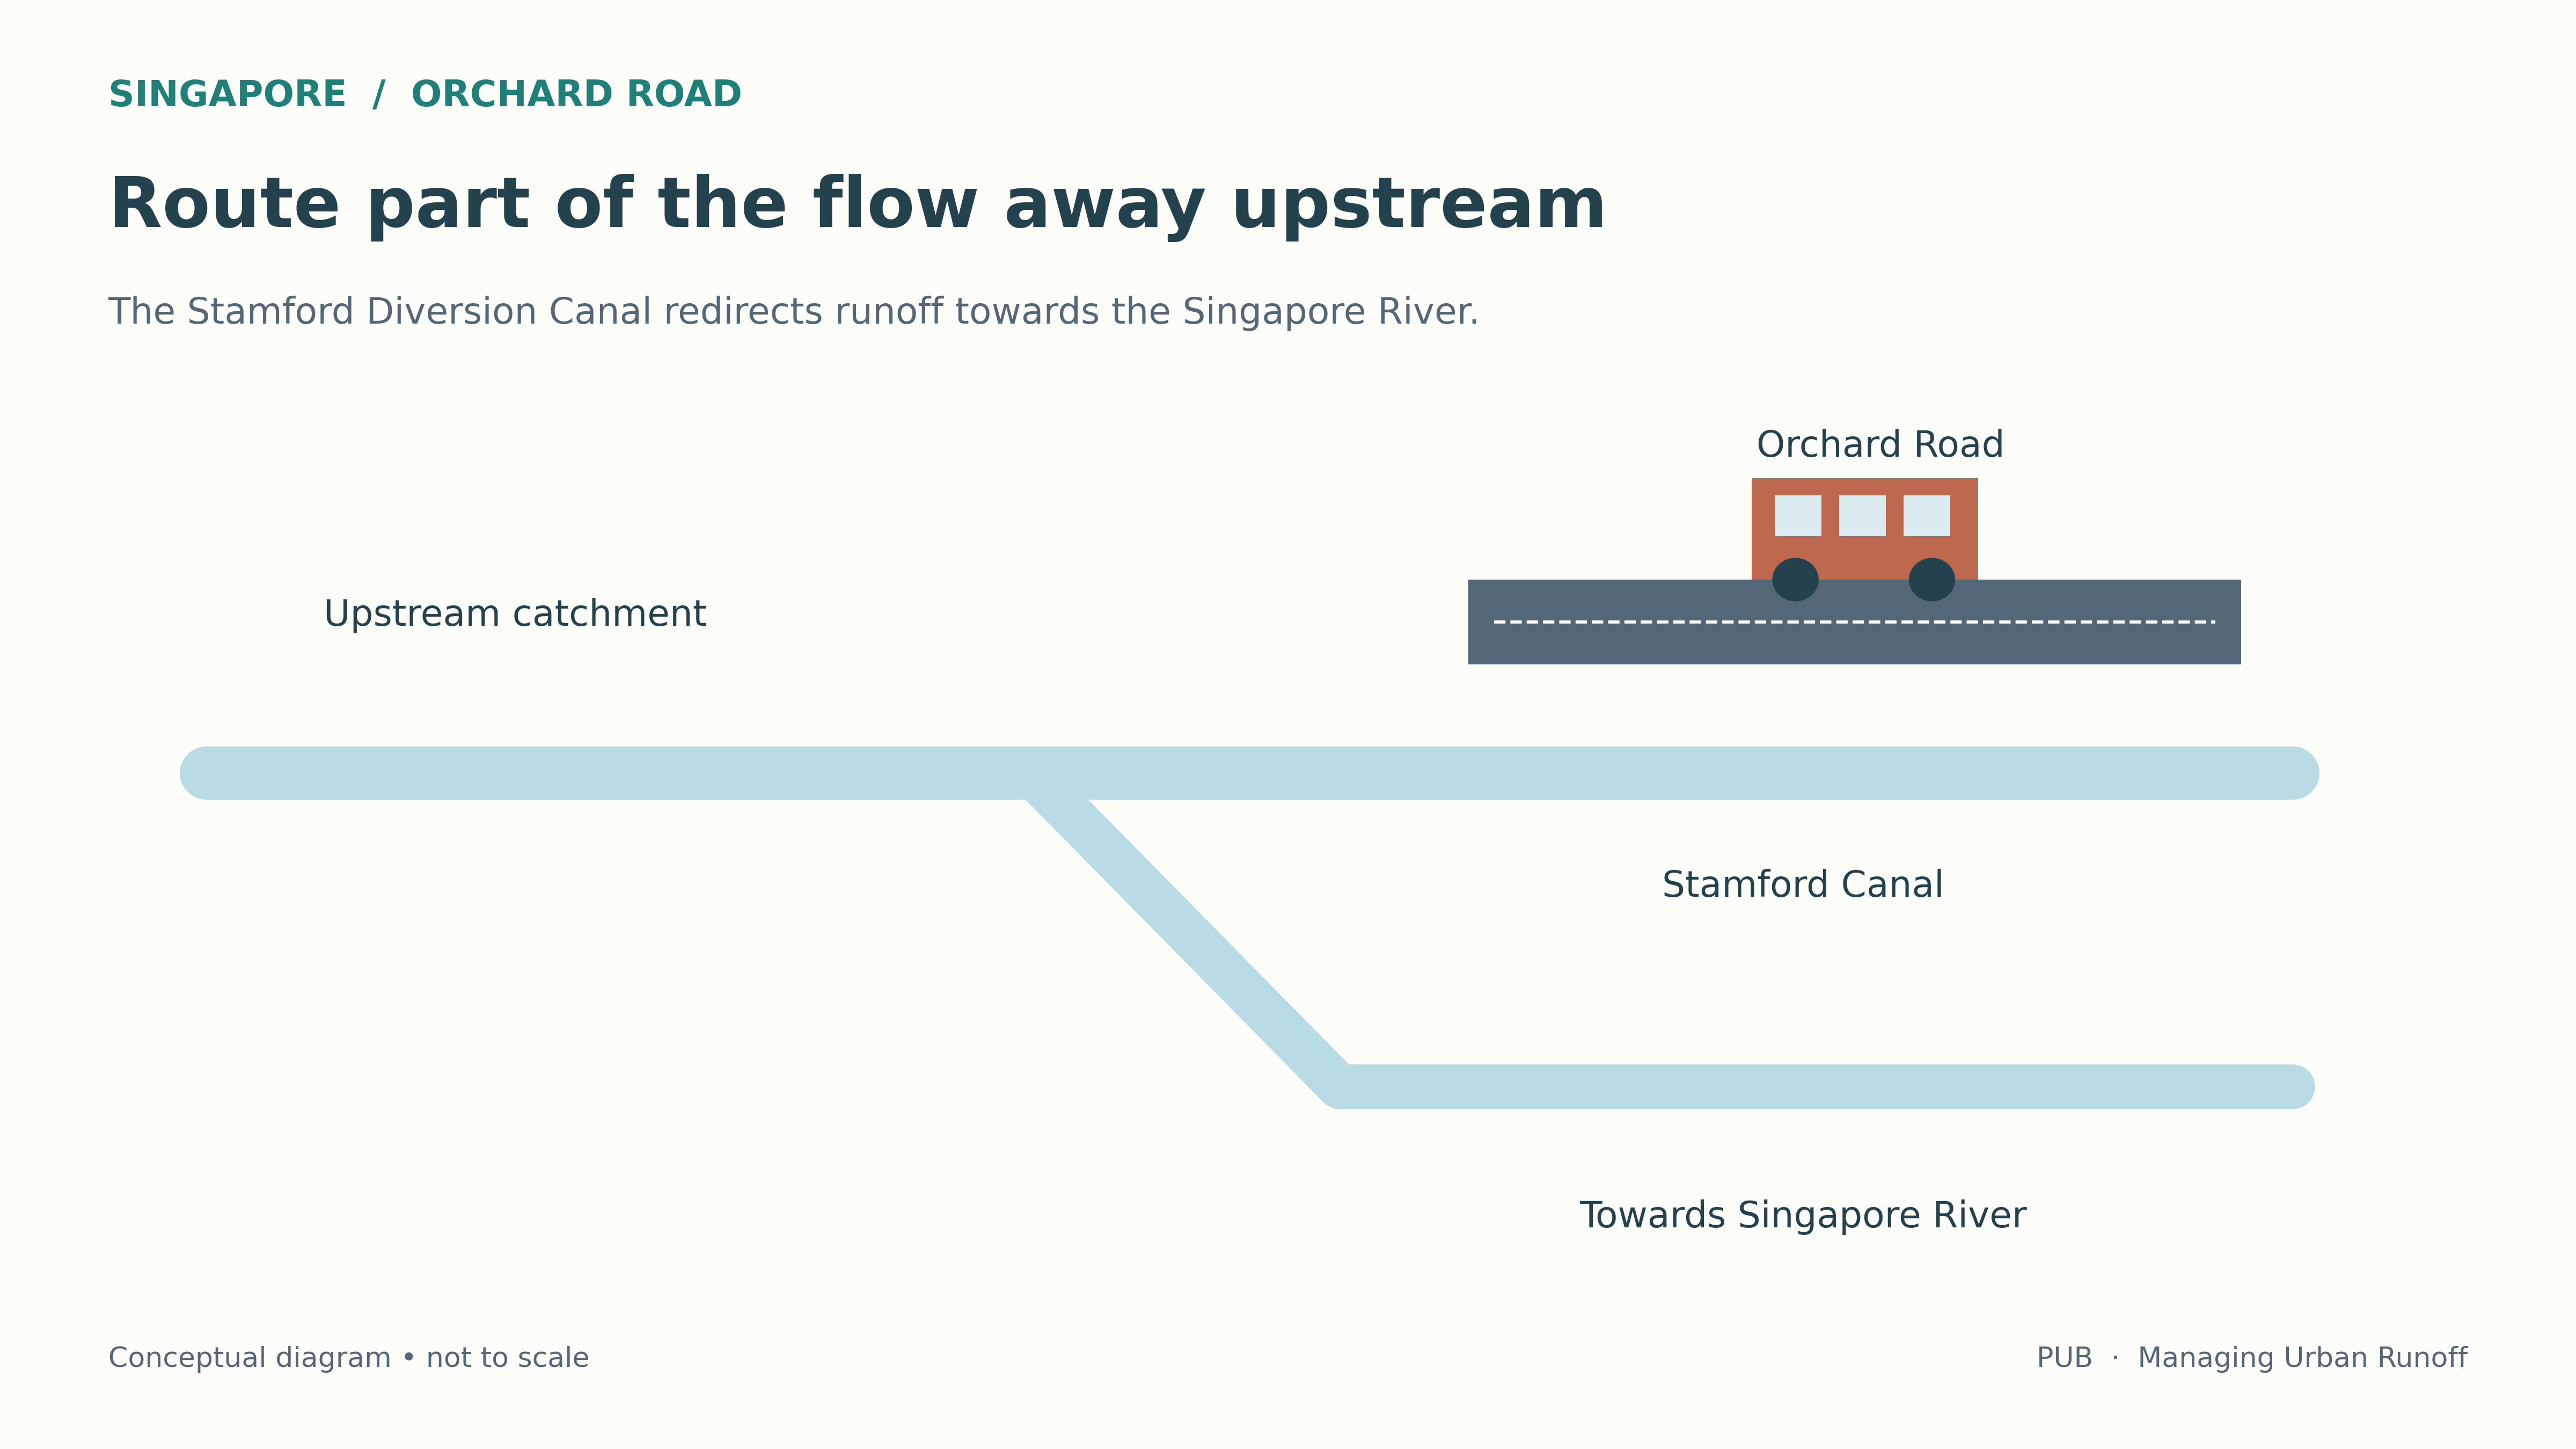 SINGAPORE / ORCHARD ROAD
Route part of the flow away upstream
The Stamford Diversion Canal redirects runoff towards the Singapore River.
Orchard Road
Upstream catchment
Stamford Canal
Towards Singapore River
Conceptual diagram • not to scale
PUB · Managing Urban Runoff